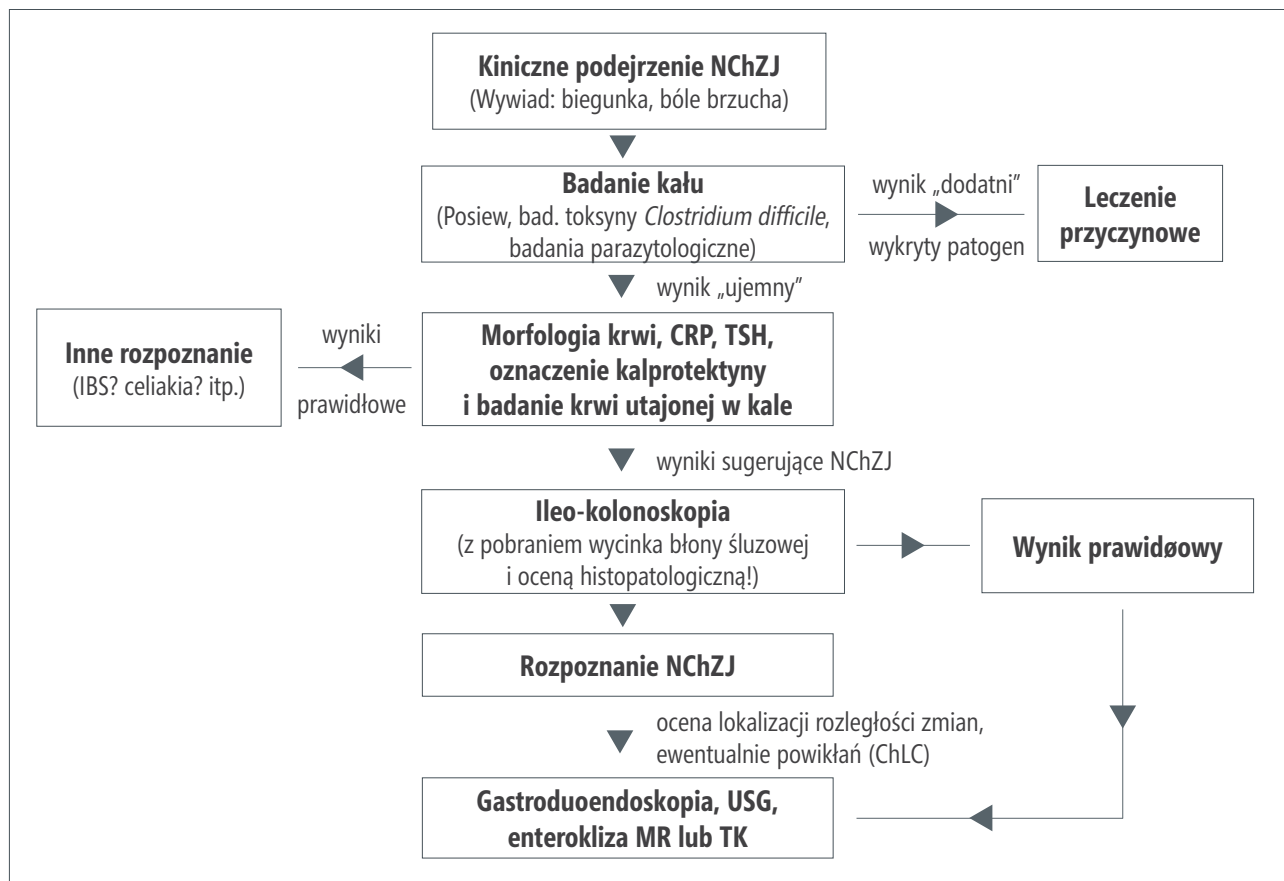 Kiniczne podejrzenie NChZJ
(Wywiad: biegunka, bóle brzucha)
Badanie kału
(Posiew, bad. toksyny Clostridium difficile,
badania parazytologiczne)
wynik „dodatni”
wykryty patogen
Leczenie
przyczynowe
wynik „ujemny”
Inne rozpoznanie
(IBS? celiakia? itp.)
wyniki
prawidłowe
Morfologia krwi, CRP, TSH,
oznaczenie kalprotektyny
i badanie krwi utajonej w kale
wyniki sugerujące NChZJ
Ileo-kolonoskopia
(z pobraniem wycinka błony śluzowej
i oceną histopatologiczną!)
Wynik prawidøowy
Rozpoznanie NChZJ
ocena lokalizacji rozległości zmian,
ewentualnie powikłań (ChLC)
Gastroduoendoskopia, USG,
enterokliza MR lub TK